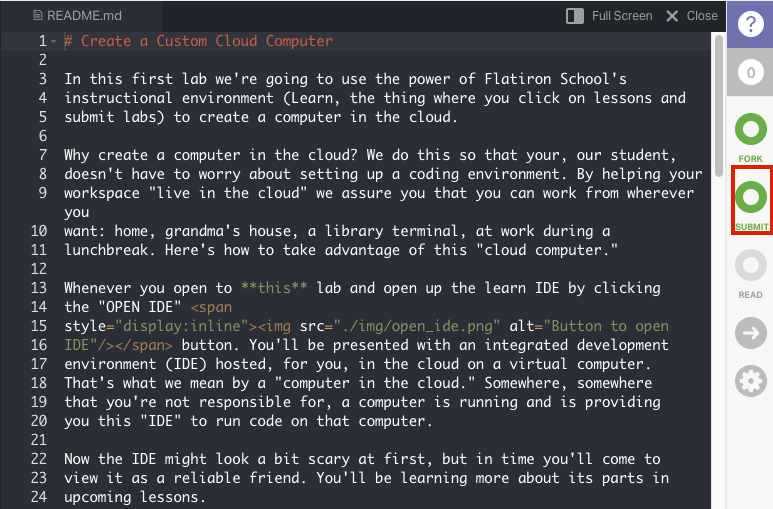 README.md
Full Screen
Close
?
1 # Create a Custom Cloud Computer
2
3 In this first lab we're going to use the power of Flatiron School's
4 instructional environment (Learn, the thing where you click on lessons and
5 submit labs) to create a computer in the cloud.
6
7 Why create a computer in the cloud? We do this so that your, our student,
8 doesn't have to worry about setting up a coding environment. By helping your
9 workspace "live in the cloud" we assure you that you can work from wherever
you
10 want: home, grandma's house, a library terminal, at work during a
11 lunchbreak. Here's how to take advantage of this "cloud computer."
12
13 Whenever you open to **this** lab and open up the learn IDE by clicking
14 the "OPEN IDE" <span
15 style="display:inline"><img src="./img/open_ide.png" alt="Button to open
16 IDE"/></span> button. You'll be presented with an integrated development
17 environment (IDE) hosted, for you, in the cloud on a virtual computer.
18 That's what we mean by a "computer in the cloud." Somewhere, somewhere
19 that you're not responsible for, a computer is running and is providing
20 you this "IDE" to run code on that computer.
21
22 Now the IDE might look a bit scary at first, but in time you'll come to
23 view it as a reliable friend. You'll be learning more about its parts in
24 upcoming lessons.
0
FORK
SUBMIT
READ